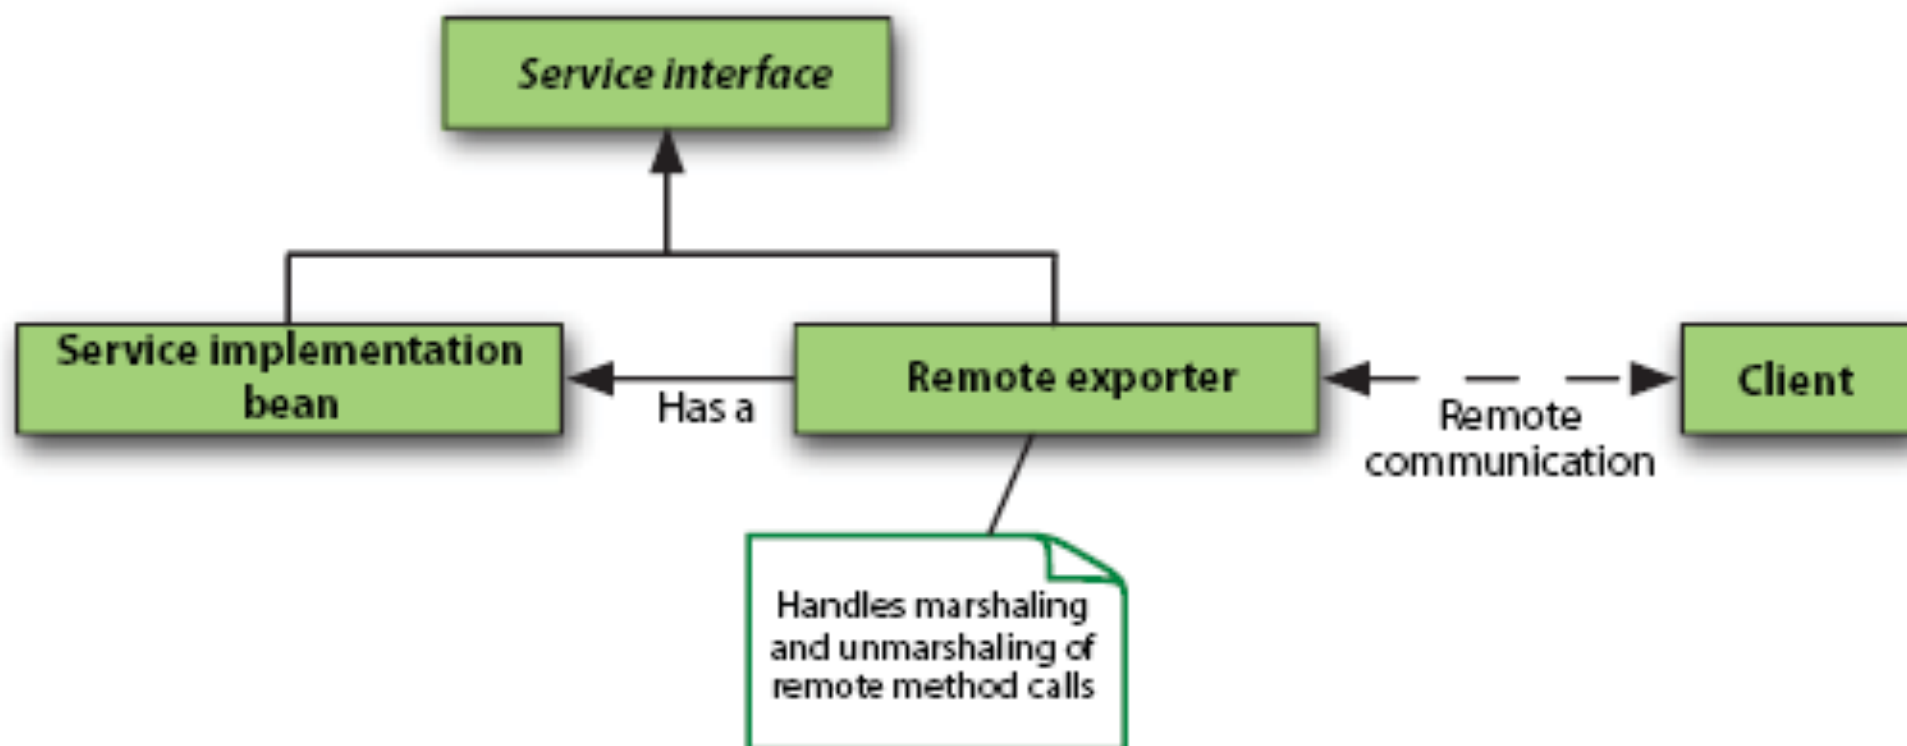 Service interface
Service implementation
bean
Has a
Remote exporter
Remote
communication
Client
Handles marshaling
and unmarshaling of
remote method calls